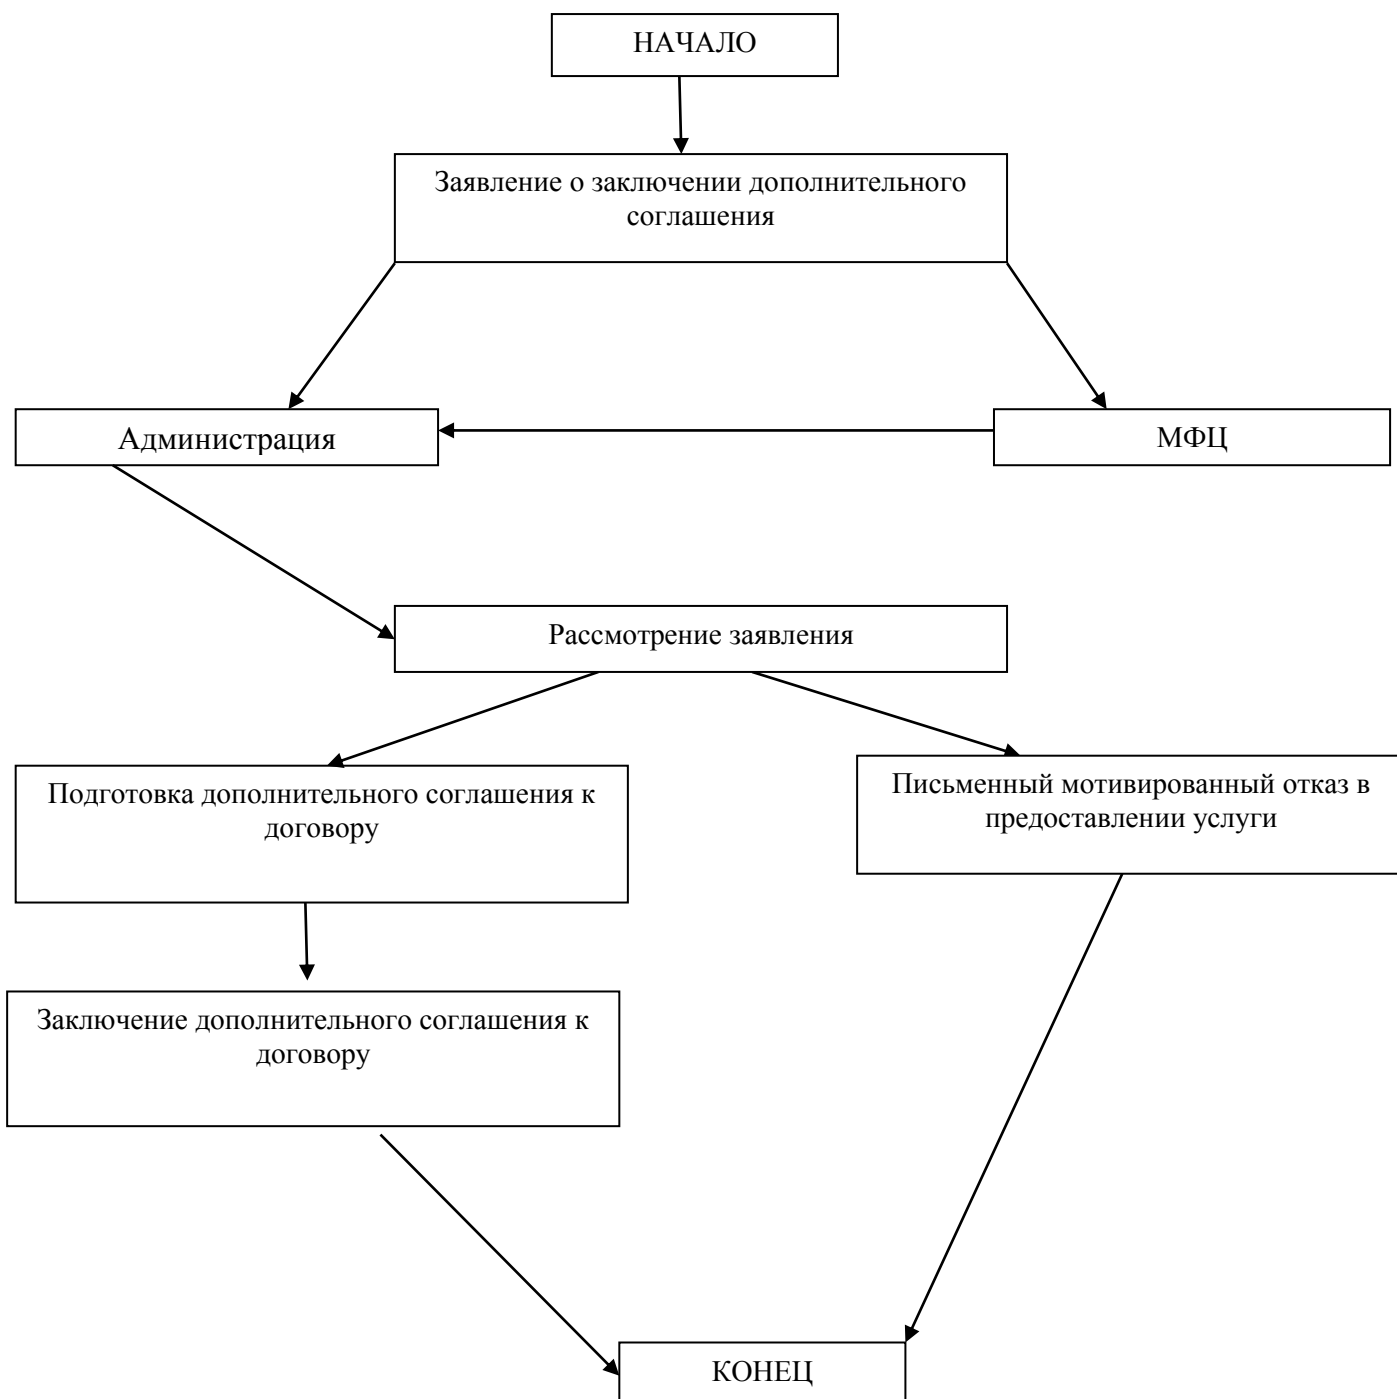 НАЧАЛО
Заявление о заключении дополнительного
соглашения
Администрация
МФЦ
Рассмотрение заявления
Подготовка дополнительного соглашения к
договору
Письменный мотивированный отказ в
предоставлении услуги
Заключение дополнительного соглашения к
договору
КОНЕЦ